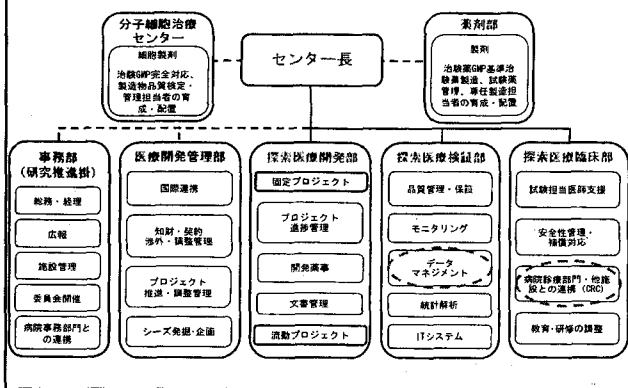 分子細胞治療
センター
細胞製剤
治験GMP完全対応、
製造物品質検定・
管理担当者の育
成・配置
センター長
薬剤部
製剤
治験薬GMP基準治
験薬製造、試験薬
管理、専任製造担
当者の育成・配置
事務部
(研究推進掛)
総務・経理
広報
施設管理
委員会開催
病院事務部門と
の連携
医療開発管理部
国際連携
知財・契約
渉外・調整管理
プロジェクト
推進・調整管理
シーズ発掘・企画
探索医療開発部
固定プロジェクト
プロジェクト
進捗管理
開発薬事
文書管理
流動プロジェクト
探索医療検証部
品質管理・保証
モニタリング
データ
マネジメント
統計解析
ITシステム
探索医療臨床部
試験担当医師支援
安全性管理・
補償対応
病院診療部門・他施
設との連携(CRC)
教育・研修の調整